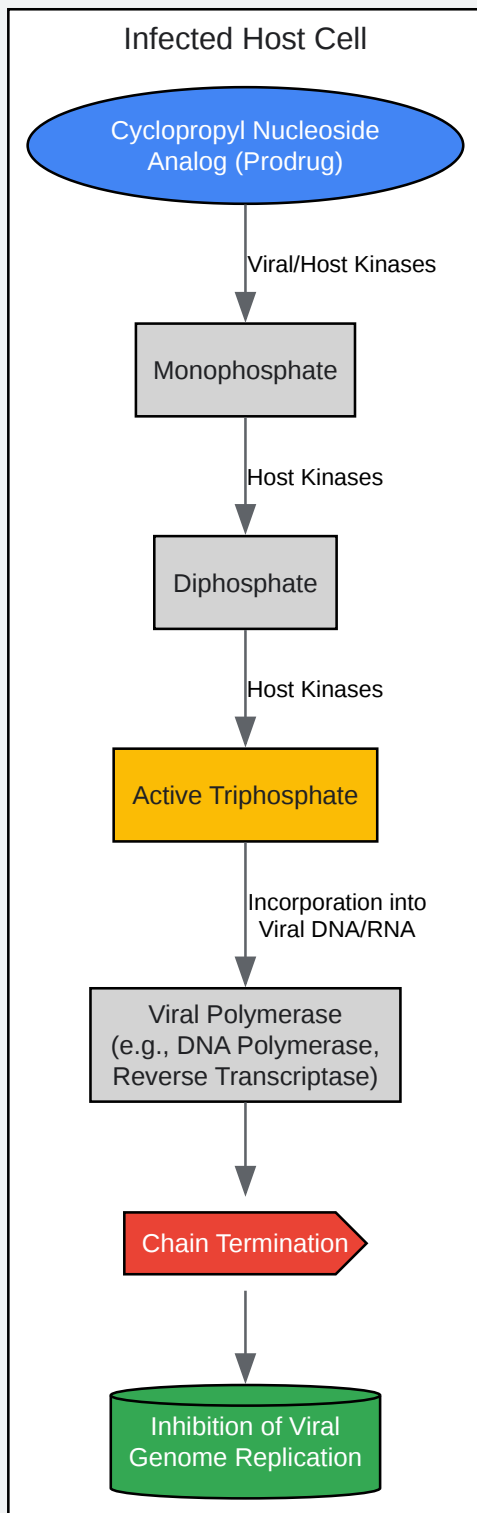 Infected Host Cell
Cyclopropyl Nucleoside
Analog (Prodrug)
Viral/Host Kinases
Monophosphate
Host Kinases
Diphosphate
Host Kinases
Active Triphosphate
Incorporation into
Viral DNA/RNA
Viral Polymerase
(e.g., DNA Polymerase,
Reverse Transcriptase)
Chain Termination
Inhibition of Viral
Genome Replication